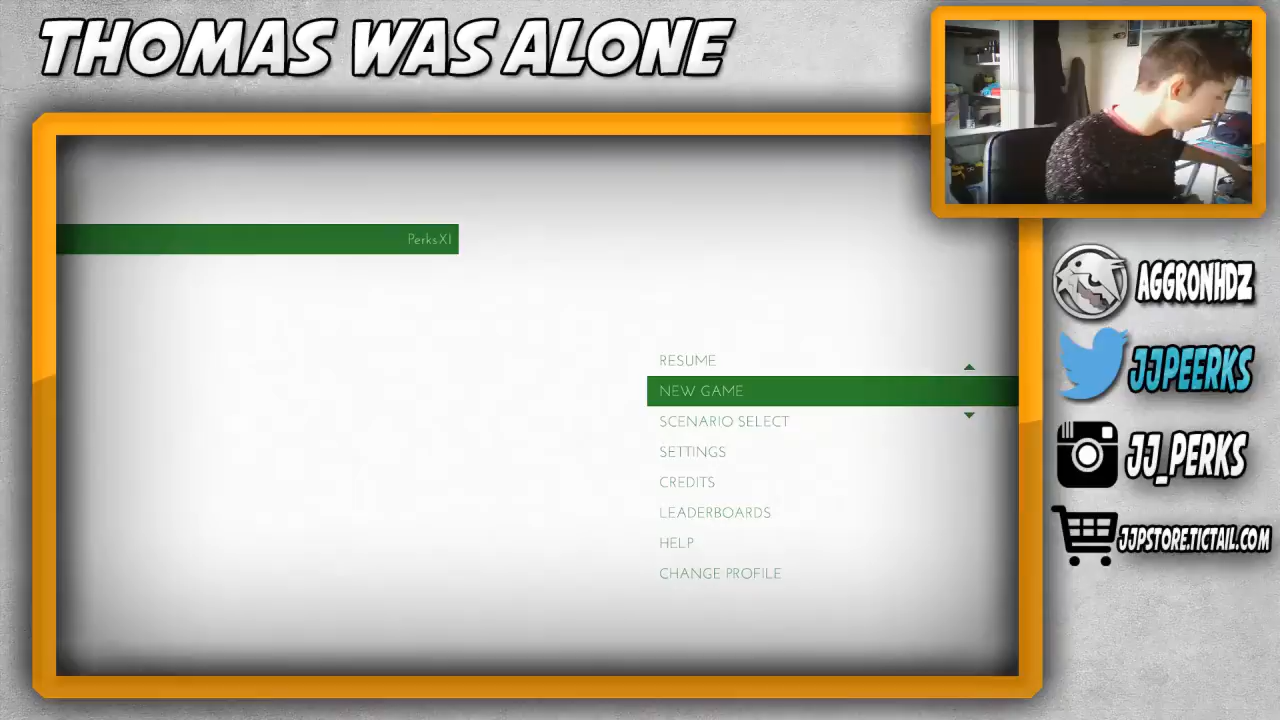 THOMAS WAS ALONE
PerksXI
RESUME
NEW GAME
SCENARIO SELECT
SETTINGS
CREDITS
LEADERBOARDS
HELP
CHANGE PROFILE
AGGRONHDZ
JJPEERKS
JJ_PERKS
JJPSTORE.TICTAIL.COM